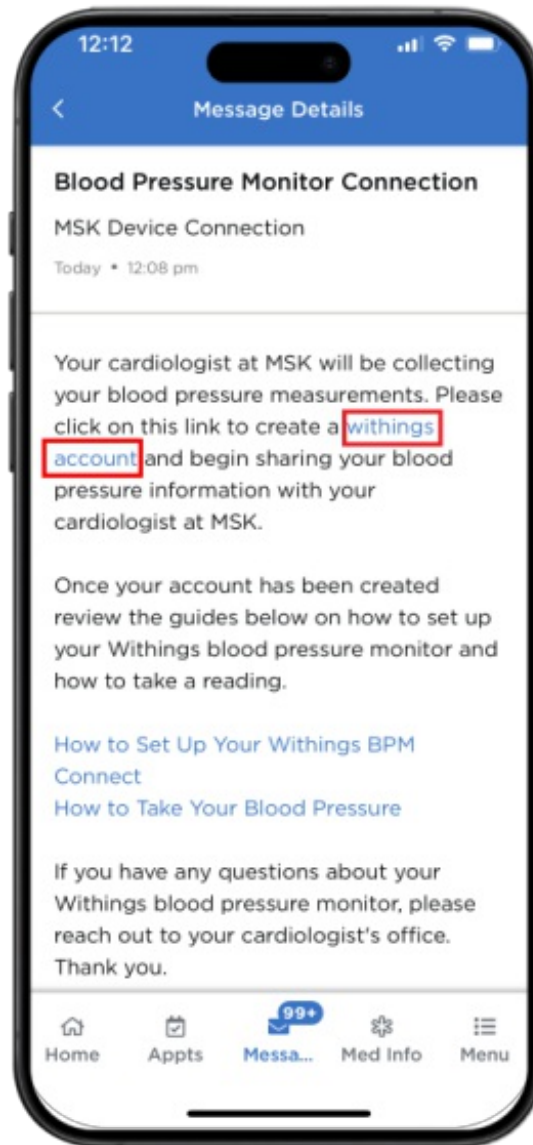 12:12
Message Details
Blood Pressure Monitor Connection
MSK Device Connection
Today • 12:08 pm
Your cardiologist at MSK will be collecting
your blood pressure measurements. Please
click on this link to create a withings
account and begin sharing your blood
pressure information with your
cardiologist at MSK.
Once your account has been created
review the guides below on how to set up
your Withings blood pressure monitor and
how to take a reading.
How to Set Up Your Withings BPM
Connect
How to Take Your Blood Pressure
If you have any questions about your
Withings blood pressure monitor, please
reach out to your cardiologist's office.
Thank you.
99+
Home Appts Messa... Med Info Menu